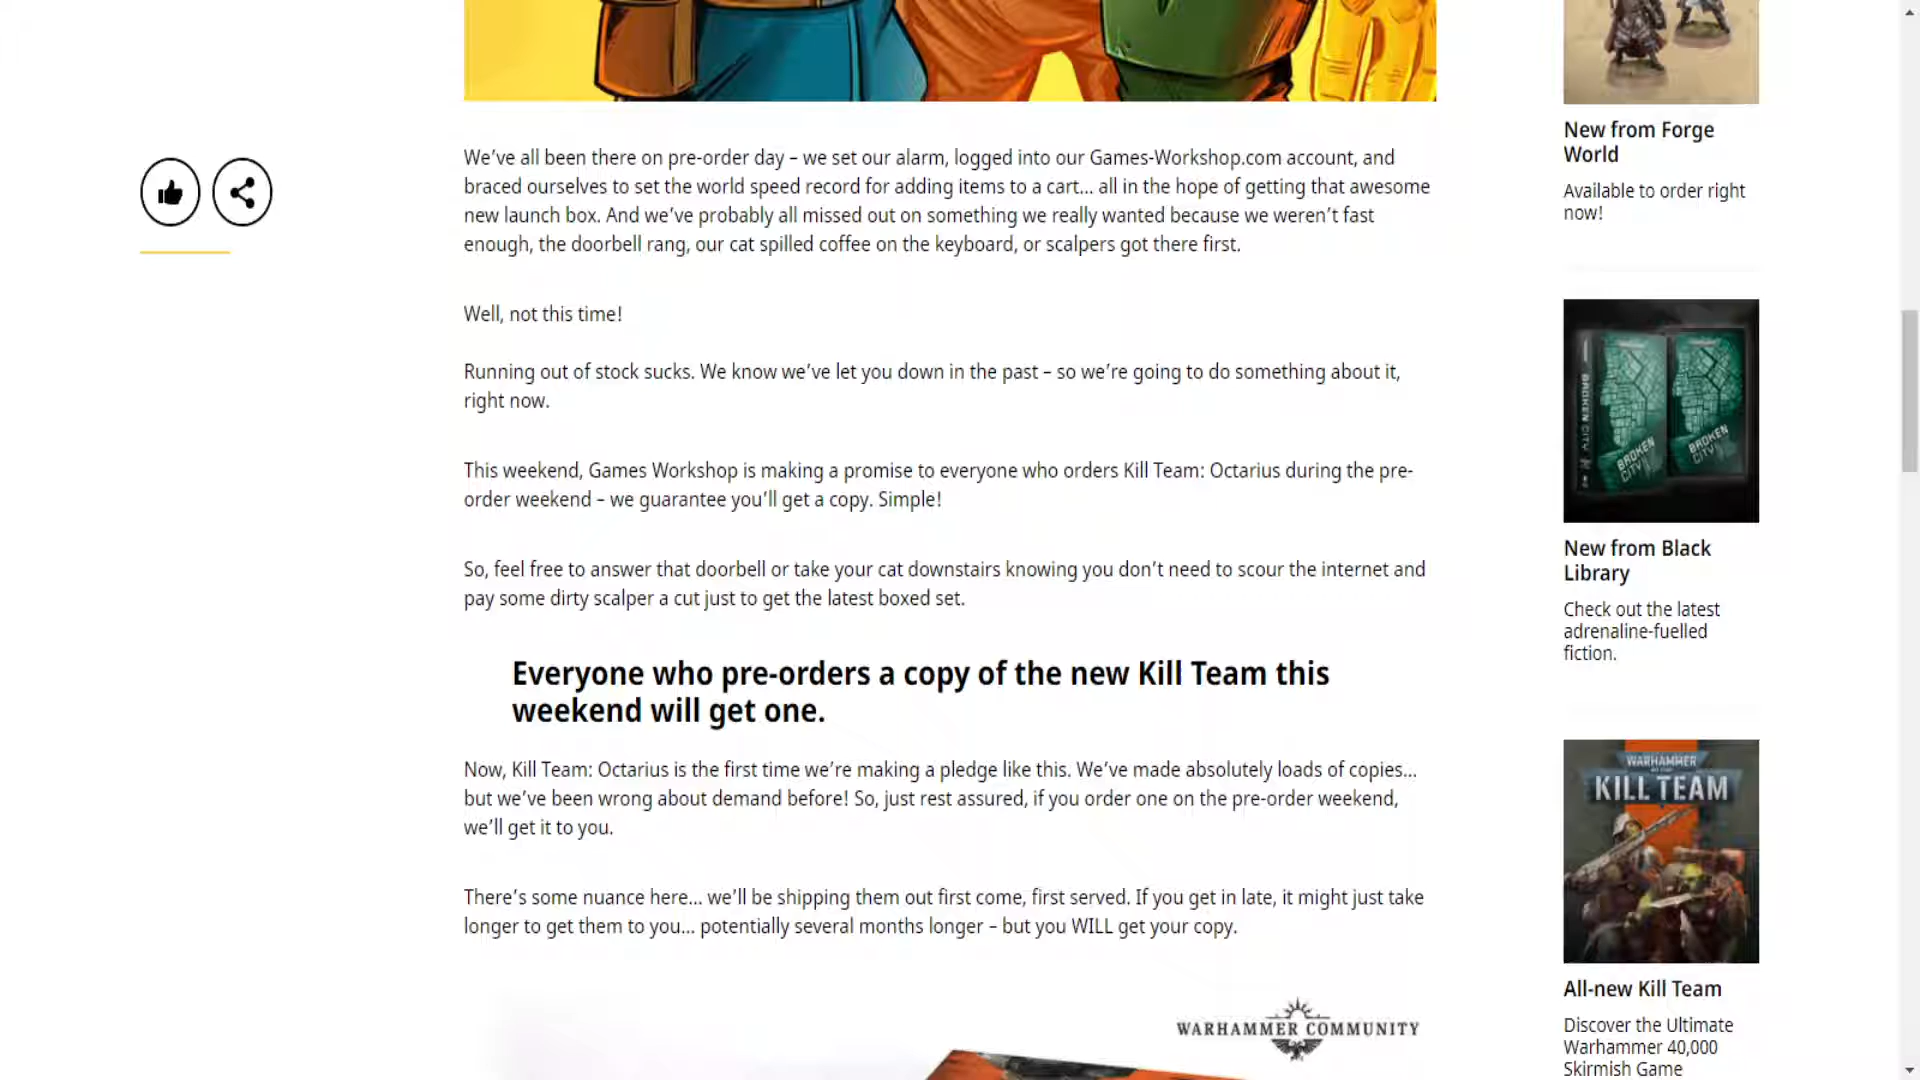 We’ve all been there on pre-order day – we set our alarm, logged into our Games-Workshop.com account, and
braced ourselves to set the world speed record for adding items to a cart… all in the hope of getting that awesome
new launch box. And we’ve probably all missed out on something we really wanted because we weren’t fast
enough, the doorbell rang, our cat spilled coffee on the keyboard, or scalpers got there first.
Well, not this time!
Running out of stock sucks. We know we’ve let you down in the past – so we’re going to do something about it,
right now.
This weekend, Games Workshop is making a promise to everyone who orders Kill Team: Octarius during the pre-
order weekend – we guarantee you’ll get a copy. Simple!
So, feel free to answer that doorbell or take your cat downstairs knowing you don’t need to scour the internet and
pay some dirty scalper a cut just to get the latest boxed set.
Everyone who pre-orders a copy of the new Kill Team this
weekend will get one.
Now, Kill Team: Octarius is the first time we’re making a pledge like this. We’ve made absolutely loads of copies…
but we’ve been wrong about demand before! So, just rest assured, if you order one on the pre-order weekend,
we’ll get it to you.
There’s some nuance here… we’ll be shipping them out first come, first served. If you get in late, it might just take
longer to get them to you… potentially several months longer – but you WILL get your copy.
WARHAMMER COMMUNITY
New from Forge
World
Available to order right
now!
BROKEN CITY
BROKEN
CITY
BROKEN
CITY
New from Black
Library
Check out the latest
adrenaline-fuelled
fiction.
WARHAMMER
KILL TEAM
All-new Kill Team
Discover the Ultimate
Warhammer 40,000
Skirmish Game